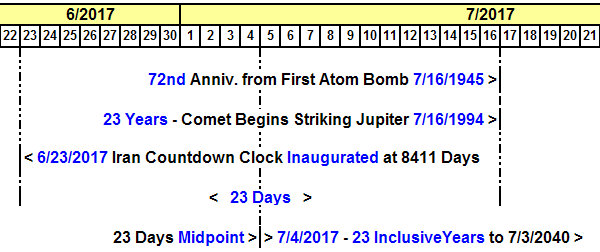 6/2017 7/2017
22 23 24 25 26 27 28 29 30 1 2 3 4 5 6 7 8 9 10 11 12 13 14 15 16 17 18 19 20 21
72nd Anniv. from First Atom Bomb 7/16/1945 >
23 Years - Comet Begins Striking Jupiter 7/16/1994 >
< 6/23/2017 Iran Countdown Clock Inaugurated at 8411 Days
< 23 Days >
23 Days Midpoint > > 7/4/2017 - 23 InclusiveYears to 7/3/2040 >